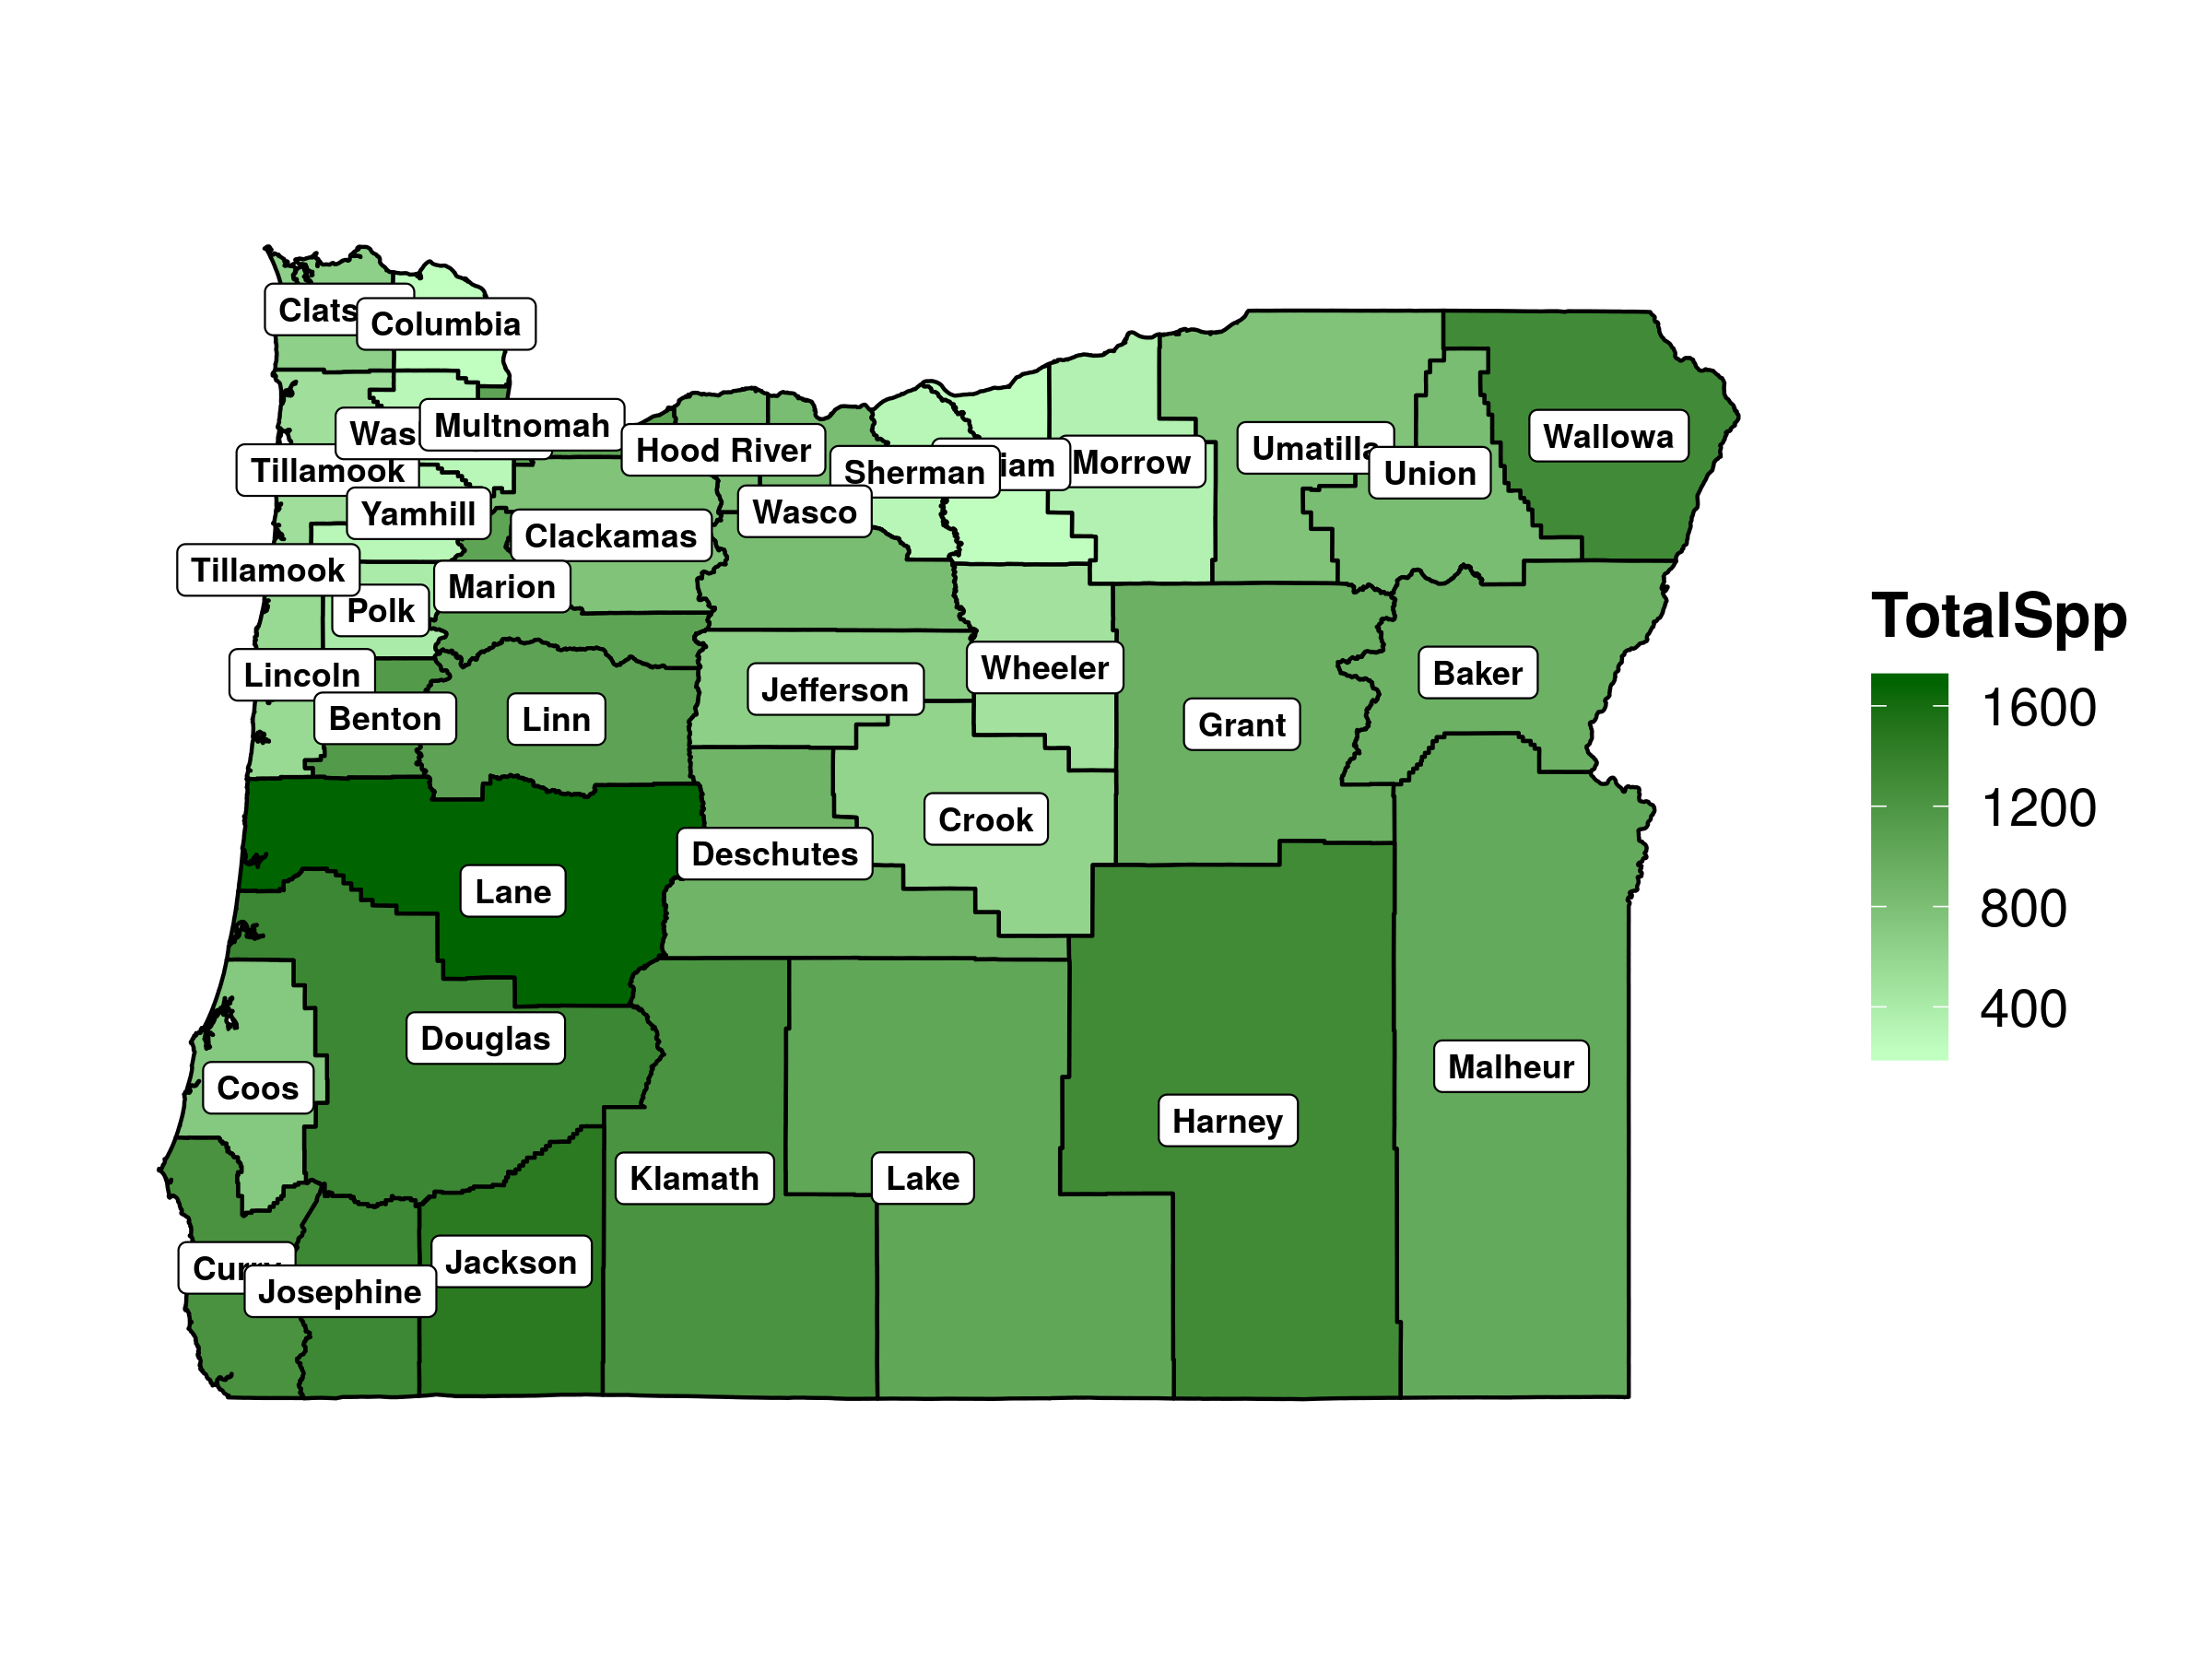 Clats
Columbia
Multnomah
Was
Wallowa
Umatilla
Hood River
Morrow
iam
Tillamook
Sherman
Union
Wasco
Yamhill
Clackamas
Tillamook
Marion
Polk
TotalSpp
Wheeler
Baker
Lincoln
Jefferson
1600
Benton
Linn
Grant
1200
Crook
Deschutes
Lane
800
400
Douglas
Malheur
Coos
Harney
Klamath
Lake
Jackson
Curry
Josephine